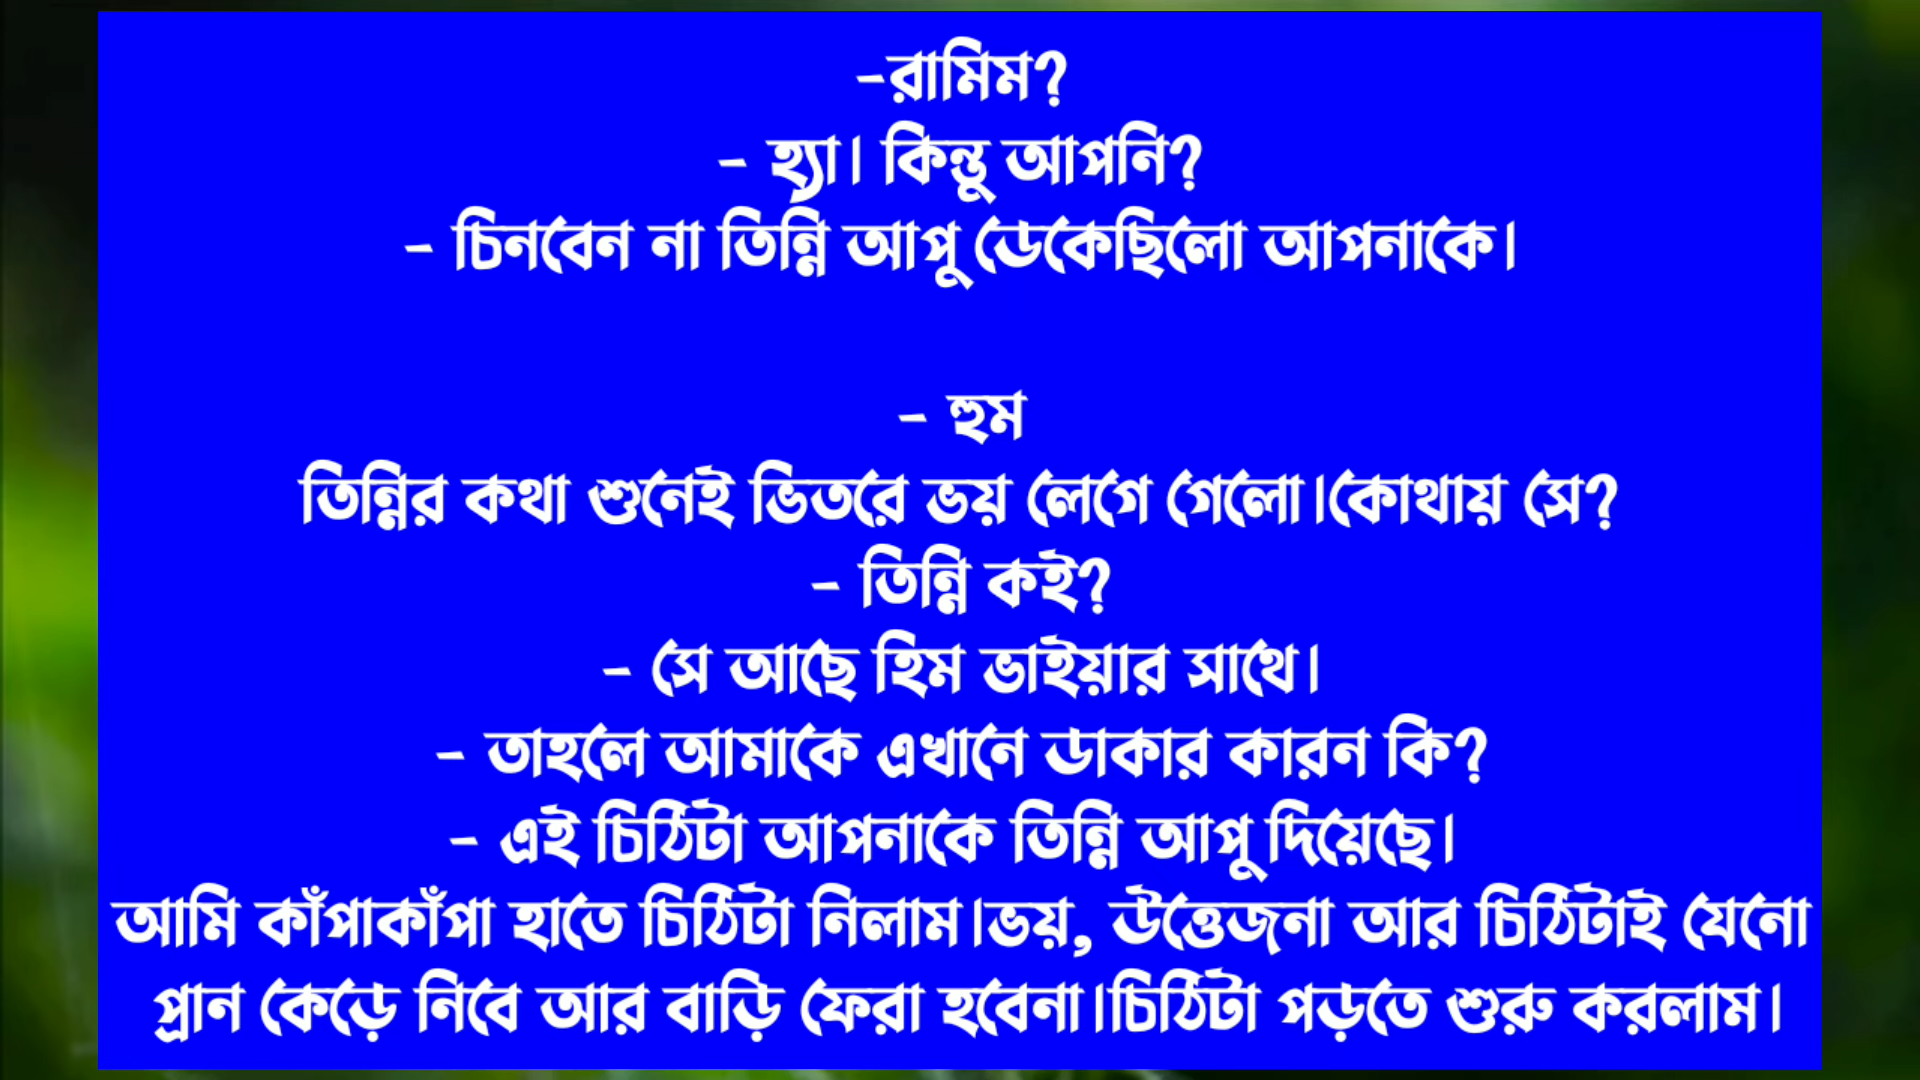 -রামিম?
- হ্যা। কিন্তু আপনি?
- চিনবেন না তিন্নি আপু ডেকেছিলো আপনাকে।
- হুম
তিন্নির কথা শুনেই ভিতরে ভয় লেগে গেলো।কোথায় সে?
- তিন্নি কই?
- সে আছে হিম ভাইয়ার সাথে।
- তাহলে আমাকে এখানে ডাকার কারন কি?
- এই চিঠিটা আপনাকে তিন্নি আপু দিয়েছে।
আমি কাঁপাকাঁপা হাতে চিঠিটা নিলাম।ভয়, উত্তেজনা আর চিঠিটাই যেনো
প্রান কেড়ে নিবে আর বাড়ি ফেরা হবেনা।চিঠিটা পড়তে শুরু করলাম।